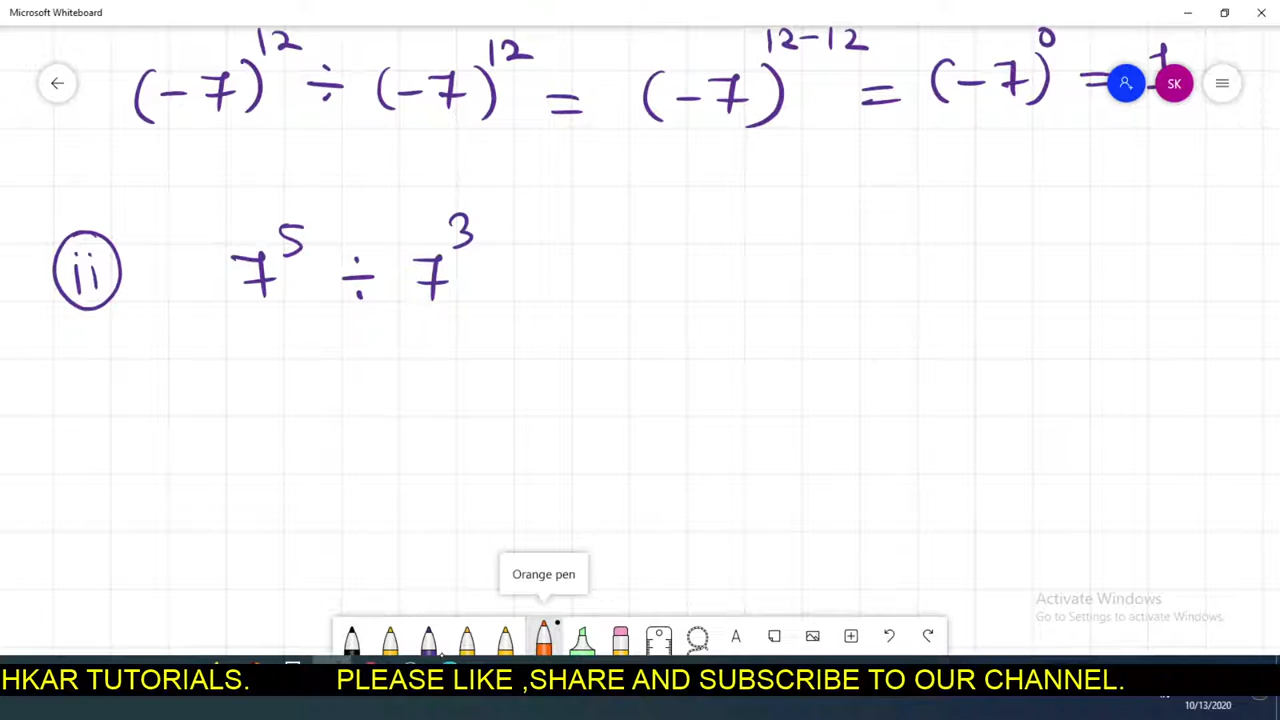 Microsoft Whiteboard
(-7)^12 ÷ (-7)^12 = (-7)^12-12 = (-7)^0 = 1
SK
ii 7^5 ÷ 7^3
Orange pen
Activate Windows
Go to Settings to activate Windows.
A
HKAR TUTORIALS. PLEASE LIKE ,SHARE AND SUBSCRIBE TO OUR CHANNEL.
10/13/2020